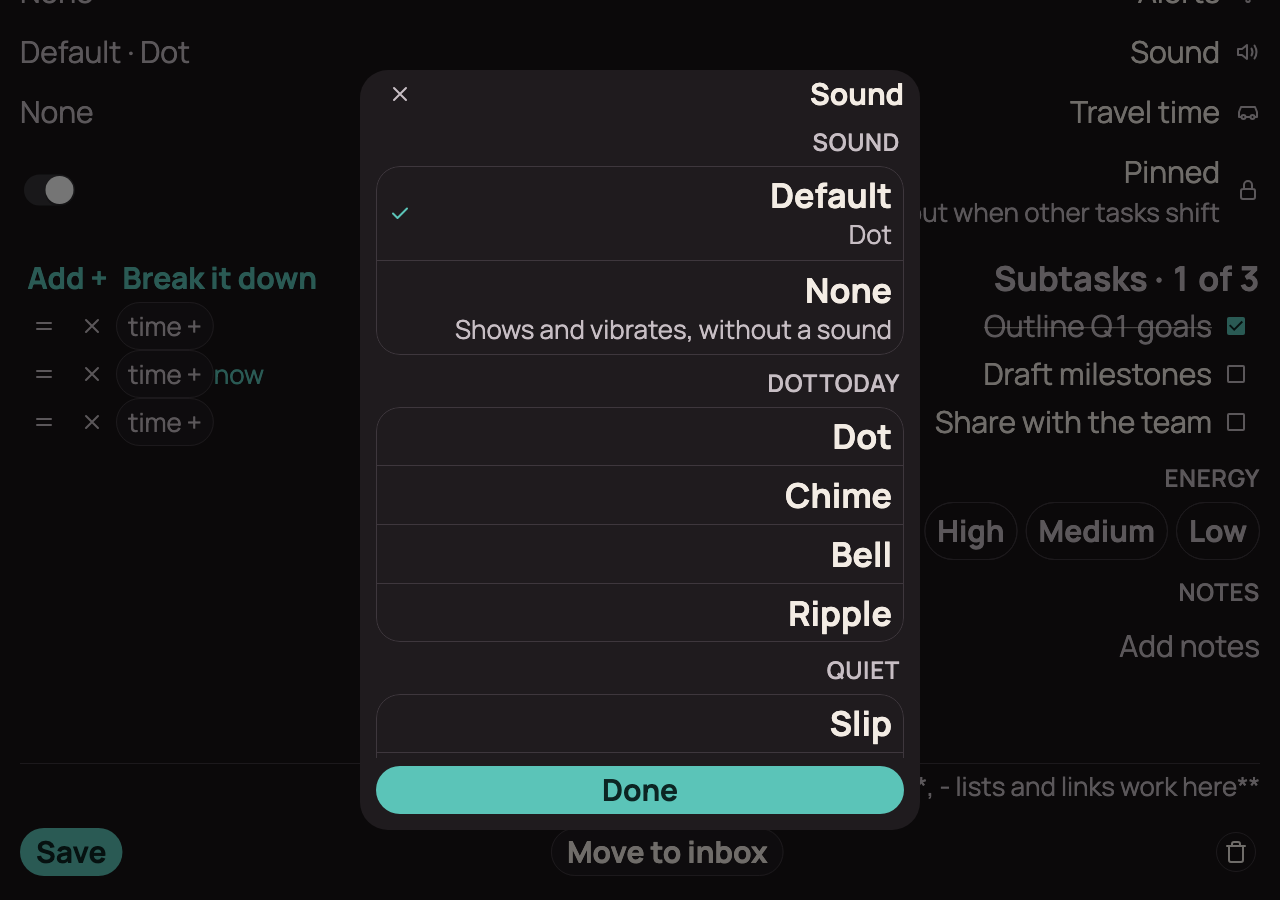 Default · Dot
Sound
None
Travel time
Pinned
out when other tasks shift
Add + Break it down
Subtasks · 1 of 3
time +
Outline Q1 goals
time + now
Draft milestones
time +
Share with the team
ENERGY
High
Medium
Low
NOTES
Add notes
*, - lists and links work here**
Save
Move to inbox
Sound
SOUND
Default
Dot
None
Shows and vibrates, without a sound
DOTTODAY
Dot
Chime
Bell
Ripple
QUIET
Slip
Done